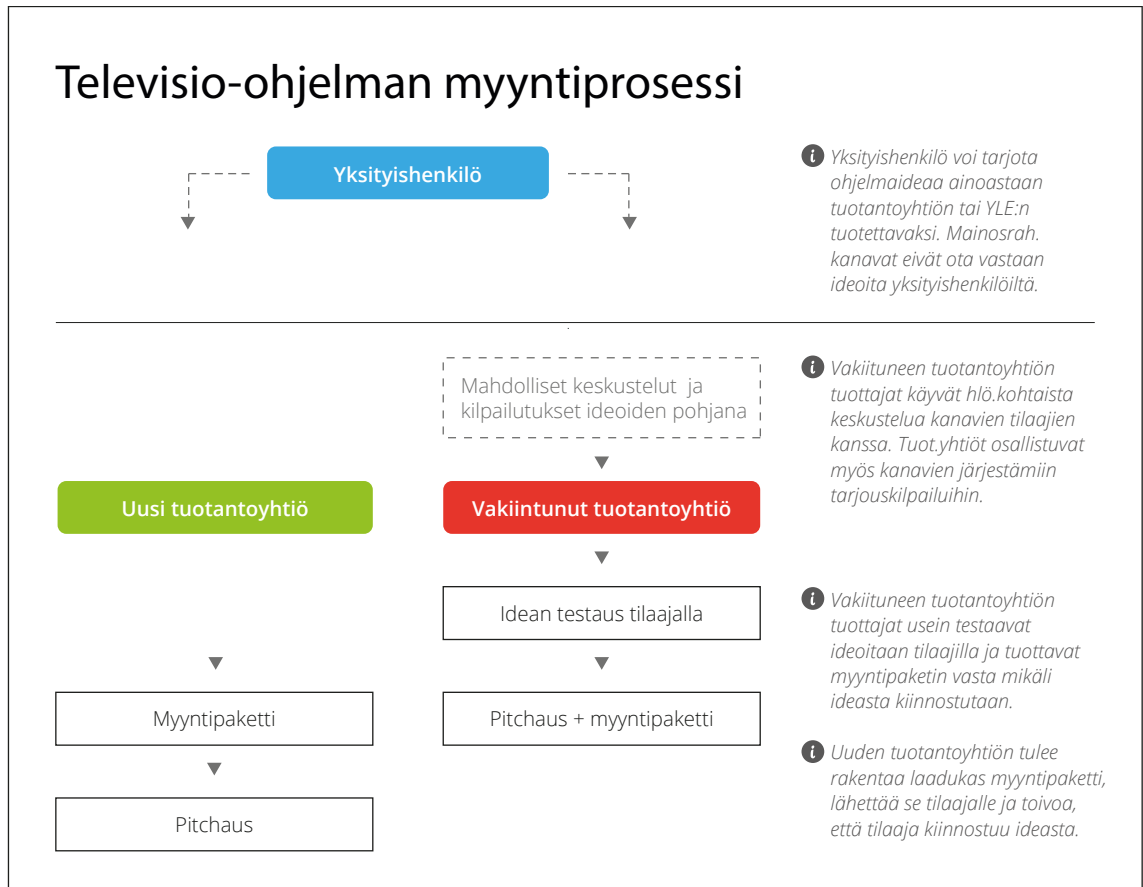 Televisio-ohjelman myyntiprosessi
Yksityishenkilö
Yksityishenkilö voi tarjota
ohjelmaideaa ainoastaan
tuotantoyhtiön tai YLE:n
tuotettavaksi. Mainosrah.
kanavat eivät ota vastaan
ideoita yksityishenkilöiltä.
Mahdolliset keskustelut ja
kilpailutukset ideoiden pohjana
Vakiituneen tuotantoyhtiön
tuottajat käyvät hlö.kohtaista
keskustelua kanavien tilaajien
kanssa. Tuot.yhtiöt osallistuvat
myös kanavien järjestämiin
tarjouskilpailuihin.
Uusi tuotantoyhtiö
Vakiintunut tuotantoyhtiö
Idean testaus tilaajalla
Vakiituneen tuotantoyhtiön
tuottajat usein testaavat
ideoitaan tilaajilla ja tuottavat
myyntipaketin vasta mikäli
ideasta kiinnostutaan.
Myyntipaketti
Pitchaus + myyntipaketti
Uuden tuotantoyhtiön tulee
rakentaa laadukas myyntipaketti,
lähettää se tilaajalle ja toivoa,
että tilaaja kiinnostuu ideasta.
Pitchaus